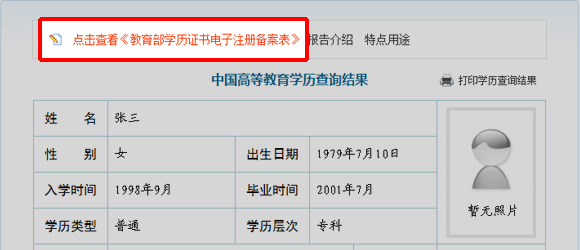 点击查看《教育部学历证书电子注册备案表》 报告介绍 特点用途
中国高等教育学历查询结果 打印学历查询结果
姓 名 张三
性 别 女 出生日期 1979年7月10日
入学时间 1998年9月 毕业时间 2001年7月
暂无照片
学历类型 普通 学历层次 专科